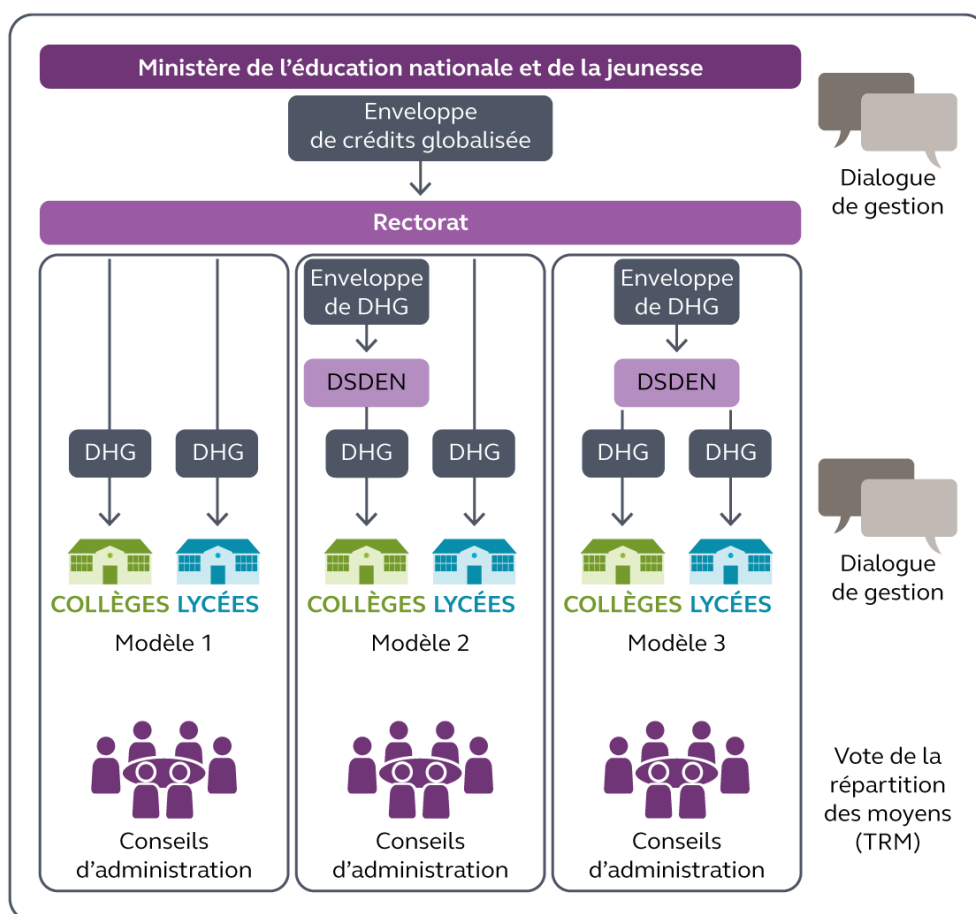 Ministère de l'éducation nationale et de la jeunesse
Enveloppe
de crédits globalisée
Dialogue
de gestion
Rectorat
Enveloppe
de DHG
Enveloppe
de DHG
DSDEN
DSDEN
DHG
DHG
DHG
DHG
DHG
DHG
Dialogue
de gestion
COLLÈGES LYCÉES
COLLÈGES LYCÉES
COLLÈGES LYCÉES
Modèle 1
Modèle 2
Modèle 3
Vote de la
répartition
des moyens
(TRM)
Conseils
d'administration
Conseils
d'administration
Conseils
d'administration